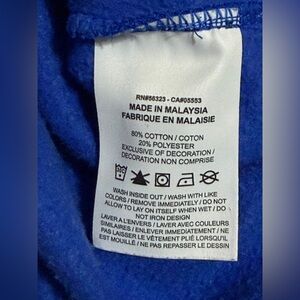 RN#56323 - CA#05553
MADE IN MALAYSIA
FABRIQUE EN MALAISIE
80% COTTON / COTON
20% POLYESTER
EXCLUSIVE OF DECORATION /
DECORATION NON COMPRISE
WASH INSIDE OUT / WASH WITH LIKE
COLORS / REMOVE IMMEDIATELY / DO NOT
ALLOW TO LAY ON ITSELF WHEN WET / DO
NOT IRON DESIGN
LAVER A L'ENVERS / LAVER AVEC COULEURS
SIMILAIRES / ENLEVER IMMEDIATEMENT / NE
PAS LAISSER LE VÊTEMENT PLIÉ LORSQU'IL
EST MOUILLÉ / NE PAS REPASSER LE DESSIN